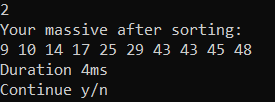 2
Your massive after sorting:
9 10 14 17 25 29 43 43 45 48
Duration 4ms
Continue y/n